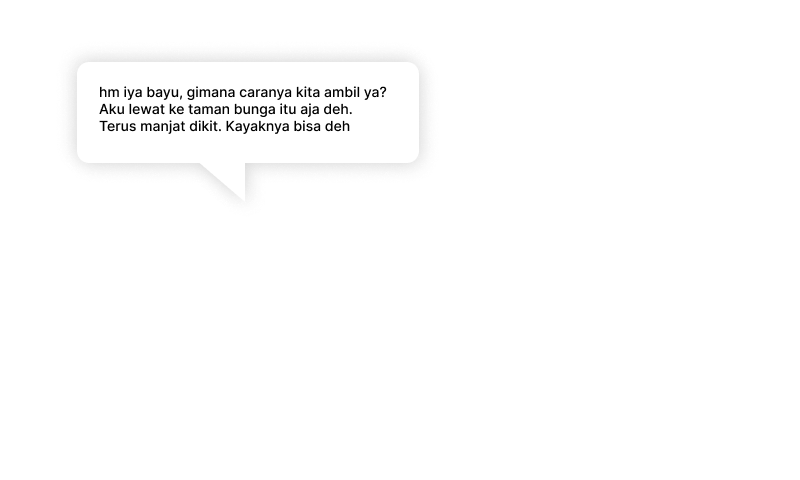 hm iya bayu, gimana caranya kita ambil ya?
Aku lewat ke taman bunga itu aja deh.
Terus manjat dikit. Kayaknya bisa deh